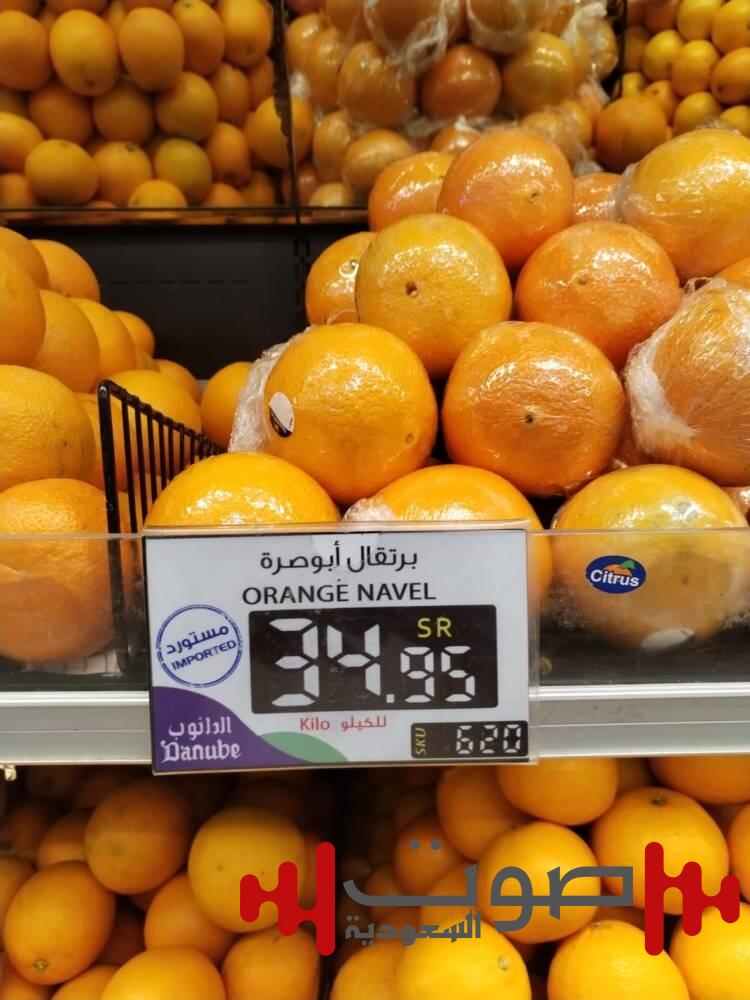 برتقال أبوصرة
ORANGE NAVEL
مستورد
IMPORTED
SR
34.95
Kilo للكيلو
الدانوب
Danube
SKU 620
Citrus
صوت
السعودية